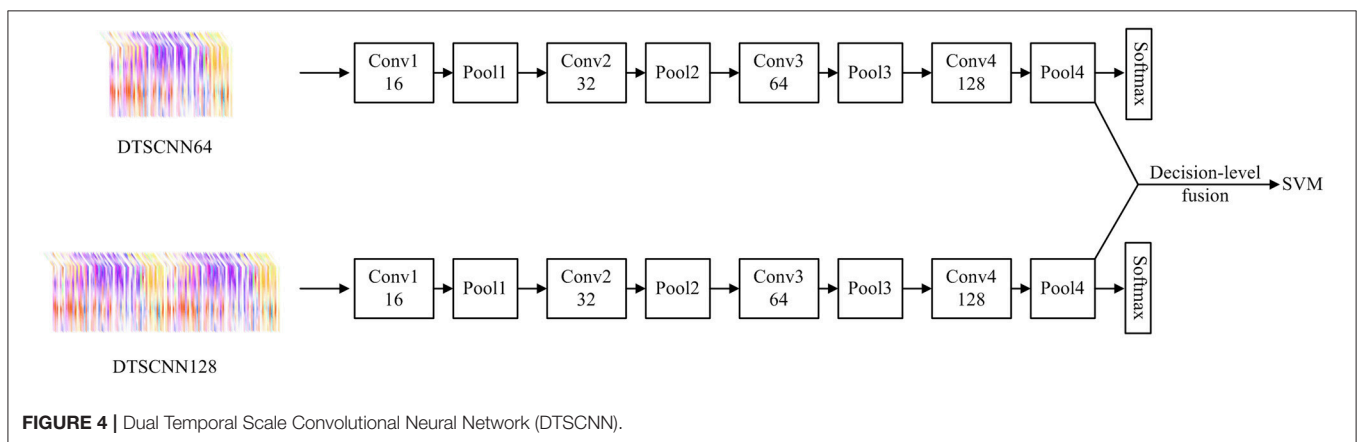 Conv1
16
Pool1
Conv2
32
Pool2
Conv3
64
Pool3
Conv4
128
Pool4
Softmax
DTSCNN64
Decision-level
fusion
SVM
Conv1
16
Pool1
Conv2
32
Pool2
Conv3
64
Pool3
Conv4
128
Pool4
Softmax
DTSCNN128
FIGURE 4 | Dual Temporal Scale Convolutional Neural Network (DTSCNN).